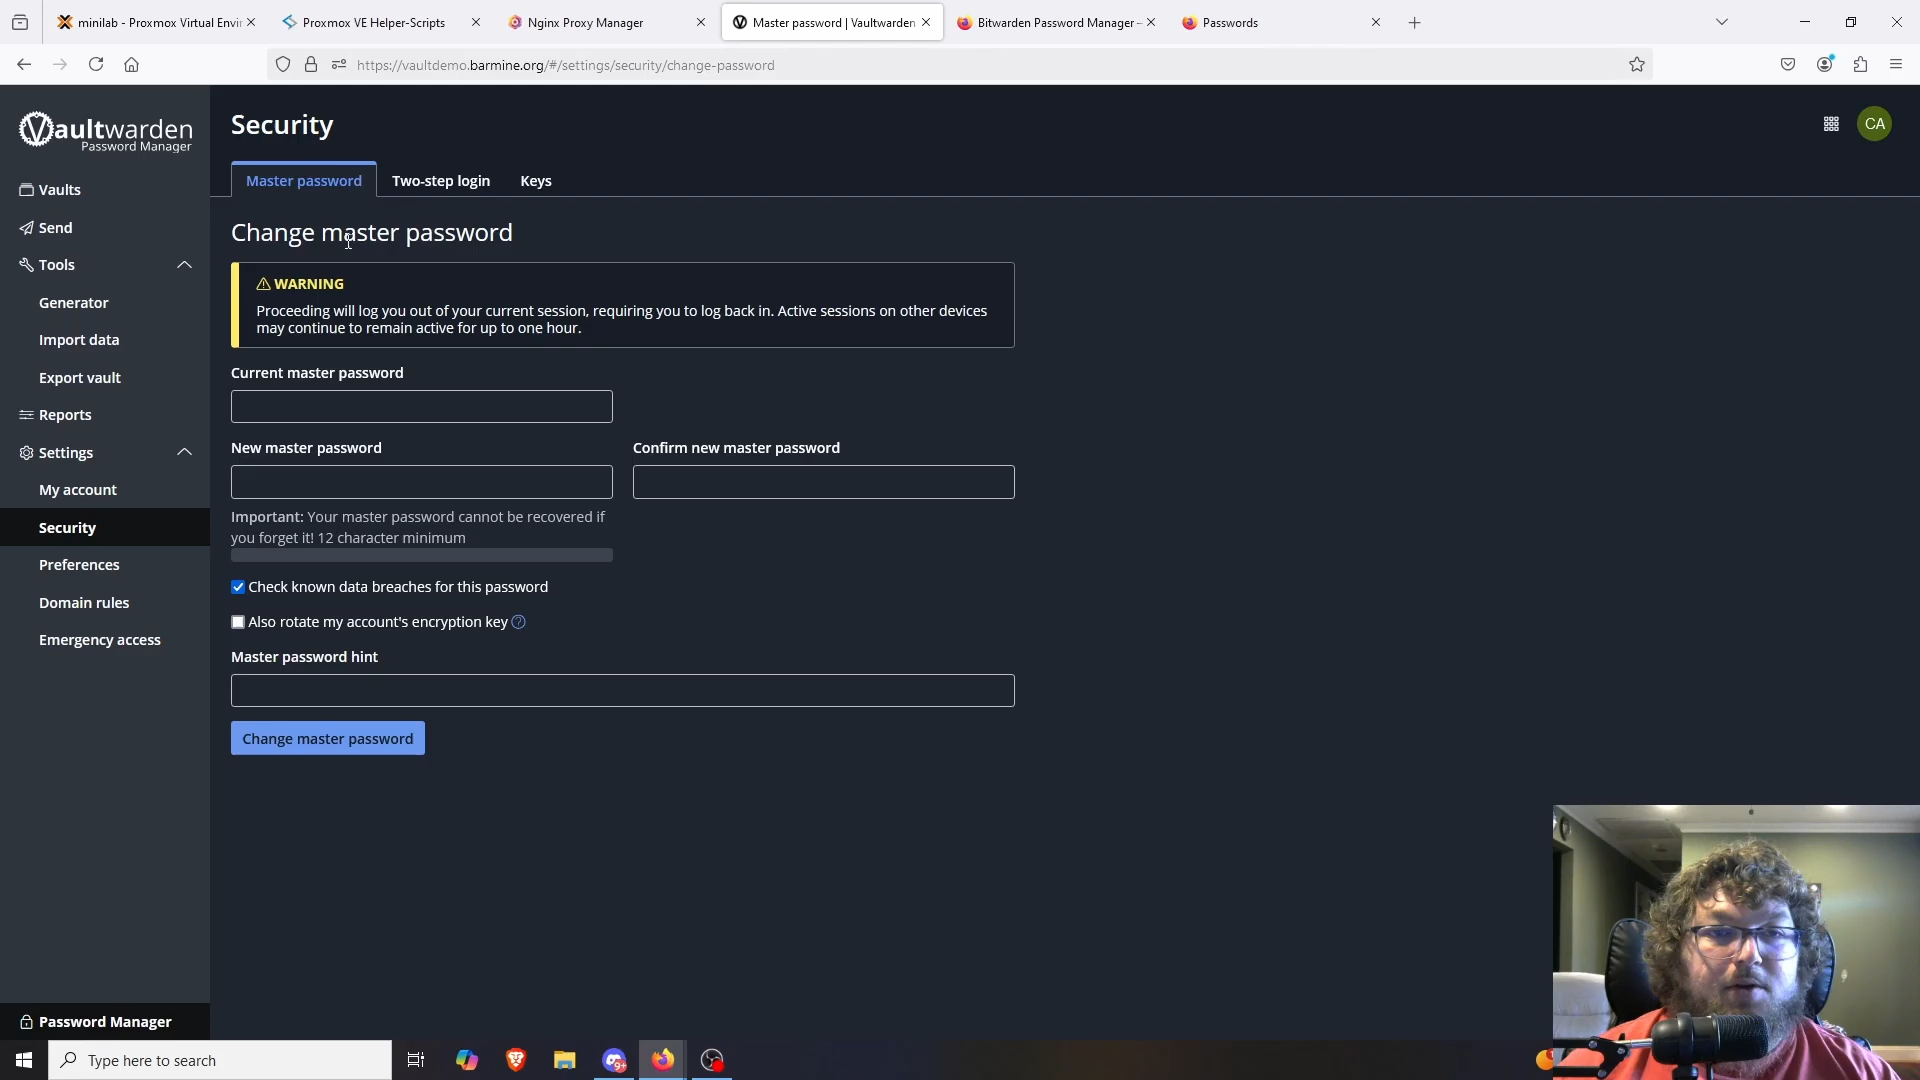 minilab - Proxmox Virtual Envir
Proxmox VE Helper-Scripts
Nginx Proxy Manager
Master password | Vaultwarden
Bitwarden Password Manager -
Passwords
https://vaultdemo.barmine.org/#/settings/security/change-password
Vaultwarden
Password Manager
Security
CA
Master password
Two-step login
Keys
Vaults
Send
Tools
Generator
Import data
Export vault
Reports
Settings
My account
Security
Preferences
Domain rules
Emergency access
Password Manager
Change master password
WARNING
Proceeding will log you out of your current session, requiring you to log back in. Active sessions on other devices
may continue to remain active for up to one hour.
Current master password
New master password
Confirm new master password
Important: Your master password cannot be recovered if
you forget it! 12 character minimum
Check known data breaches for this password
Also rotate my account's encryption key
Master password hint
Change master password
Type here to search
9+